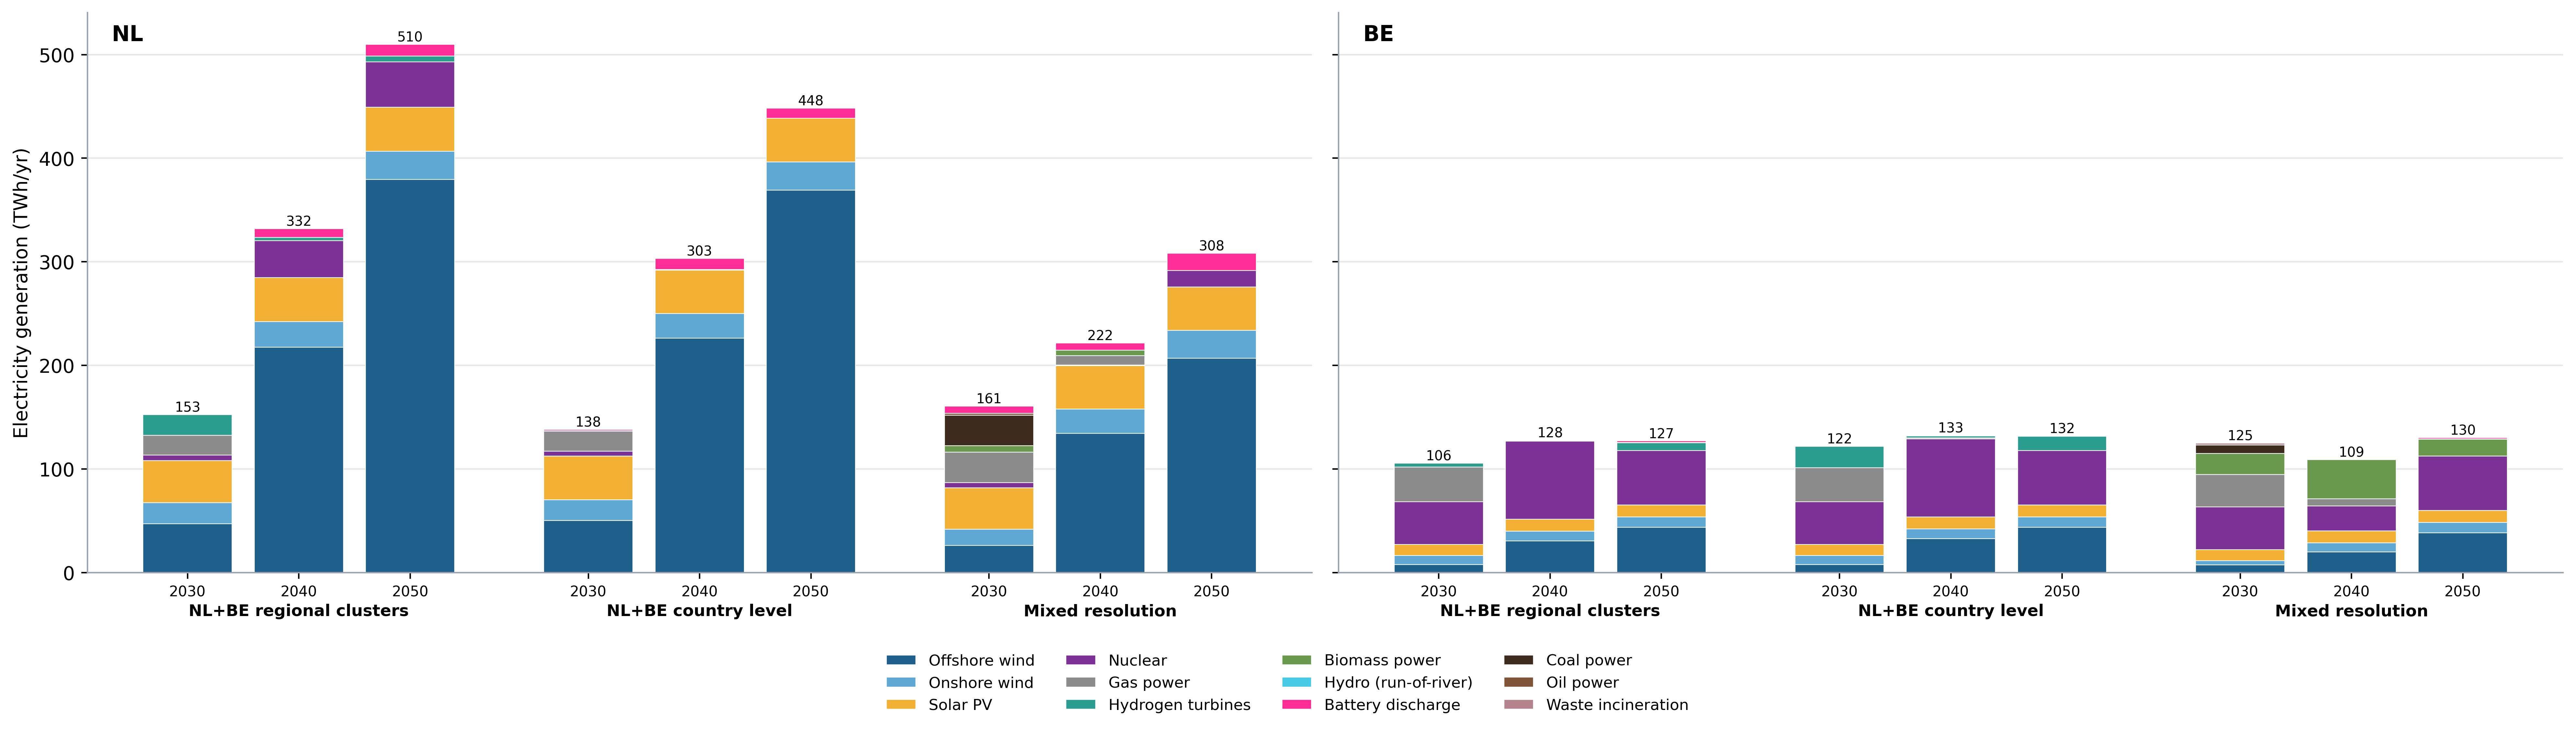 NL
BE
Electricity generation (TWh/yr)
500
400
300
200
100
0
153
332
510
138
303
448
161
222
308
106
128
127
122
133
132
125
109
130
2030 2040 2050 2030 2040 2050 2030 2040 2050
NL+BE regional clusters NL+BE country level Mixed resolution
2030 2040 2050 2030 2040 2050 2030 2040 2050
NL+BE regional clusters NL+BE country level Mixed resolution
Offshore wind Nuclear Biomass power Coal power
Onshore wind Gas power Hydro (run-of-river) Oil power
Solar PV Hydrogen turbines Battery discharge Waste incineration